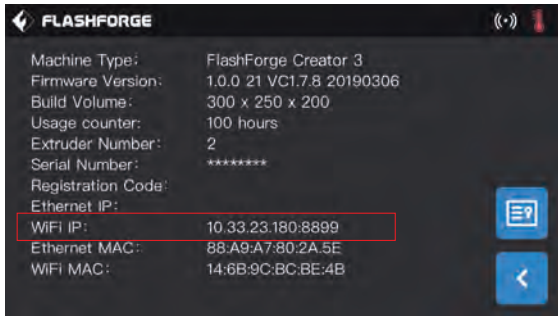 FLASHFORGE
Machine Type: FlashForge Creator 3
Firmware Version: 1.0.0 21 VC1.7.8 20190306
Build Volume: 300 x 250 x 200
Usage counter: 100 hours
Extruder Number: 2
Serial Number: ********
Registration Code:
Ethernet IP:
WiFi IP: 10.33.23.180:8899
Ethernet MAC: 88:A9:A7:80:2A.5E
WiFi MAC: 14:6B:9C:BC:BE:4B